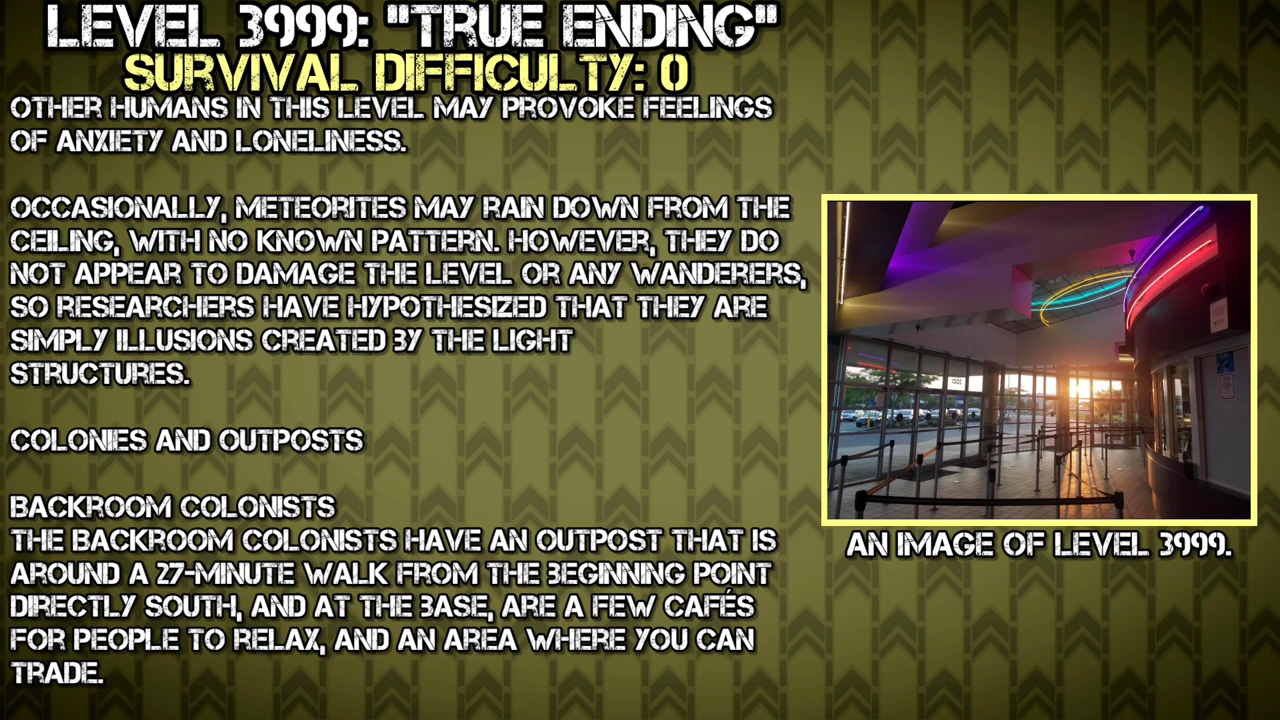 LEVEL 3999: "TRUE ENDING"
SURVIVAL DIFFICULTY: 0
OTHER HUMANS IN THIS LEVEL MAY PROVOKE FEELINGS
OF ANXIETY AND LONELINESS.
OCCASIONALLY, METEORITES MAY RAIN DOWN FROM THE
CEILING, WITH NO KNOWN PATTERN. HOWEVER, THEY DO
NOT APPEAR TO DAMAGE THE LEVEL OR ANY WANDERERS,
SO RESEARCHERS HAVE HYPOTHESIZED THAT THEY ARE
SIMPLY ILLUSIONS CREATED BY THE LIGHT
STRUCTURES.
COLONIES AND OUTPOSTS
BACKROOM COLONISTS
THE BACKROOM COLONISTS HAVE AN OUTPOST THAT IS
AROUND A 27-MINUTE WALK FROM THE BEGINNING POINT
DIRECTLY SOUTH, AND AT THE BASE, ARE A FEW CAFÉS
FOR PEOPLE TO RELAX, AND AN AREA WHERE YOU CAN
TRADE.
AN IMAGE OF LEVEL 3999.